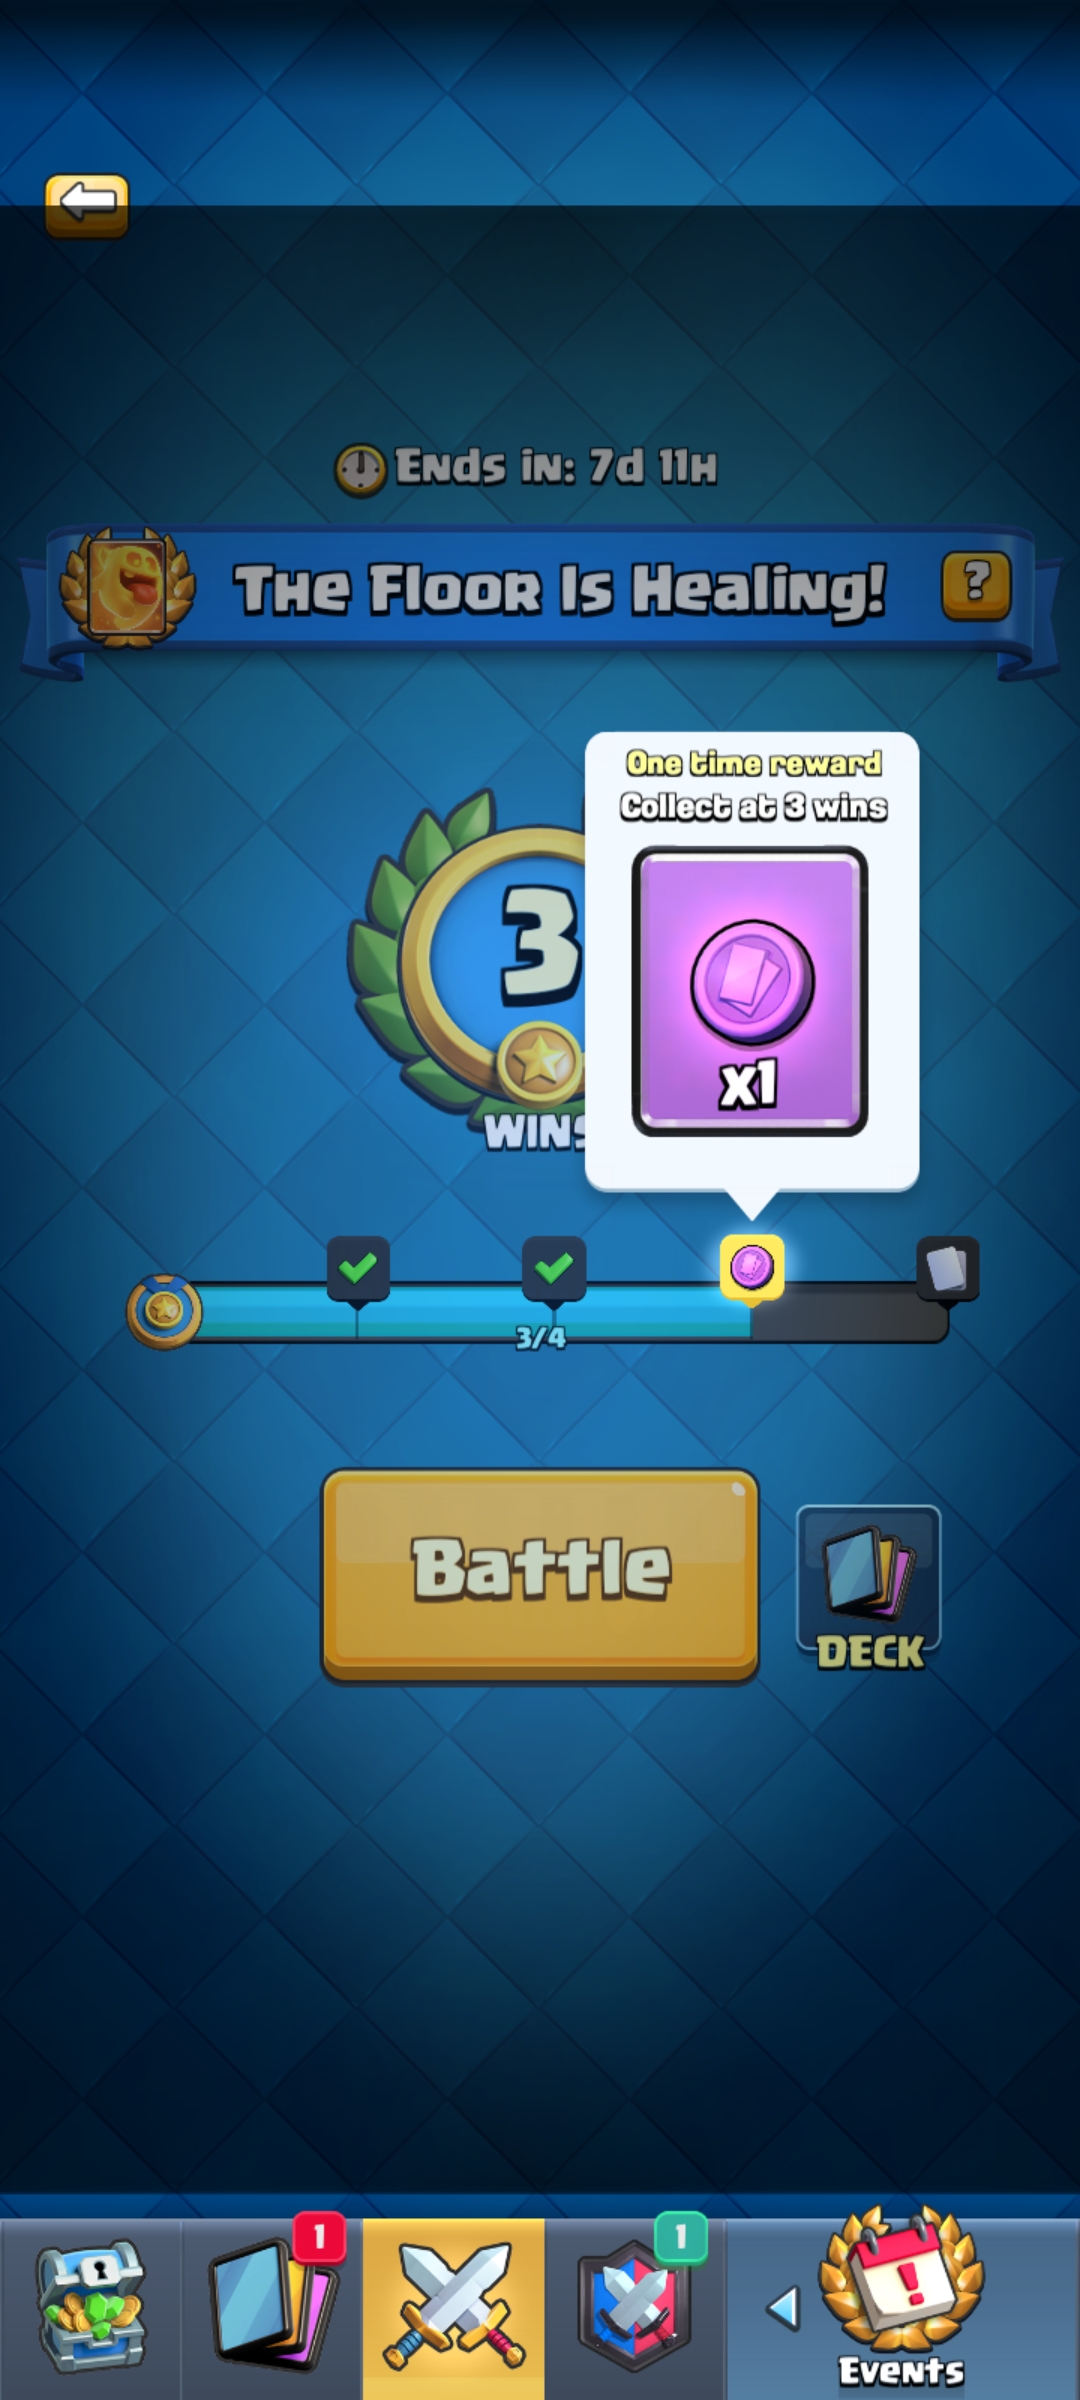 Ends in: 7d 11H
The Floor Is Healing!
?
One time reward
Collect at 3 wins
3
x1
WINS
3/4
Battle
DECK
1
1
!
Events